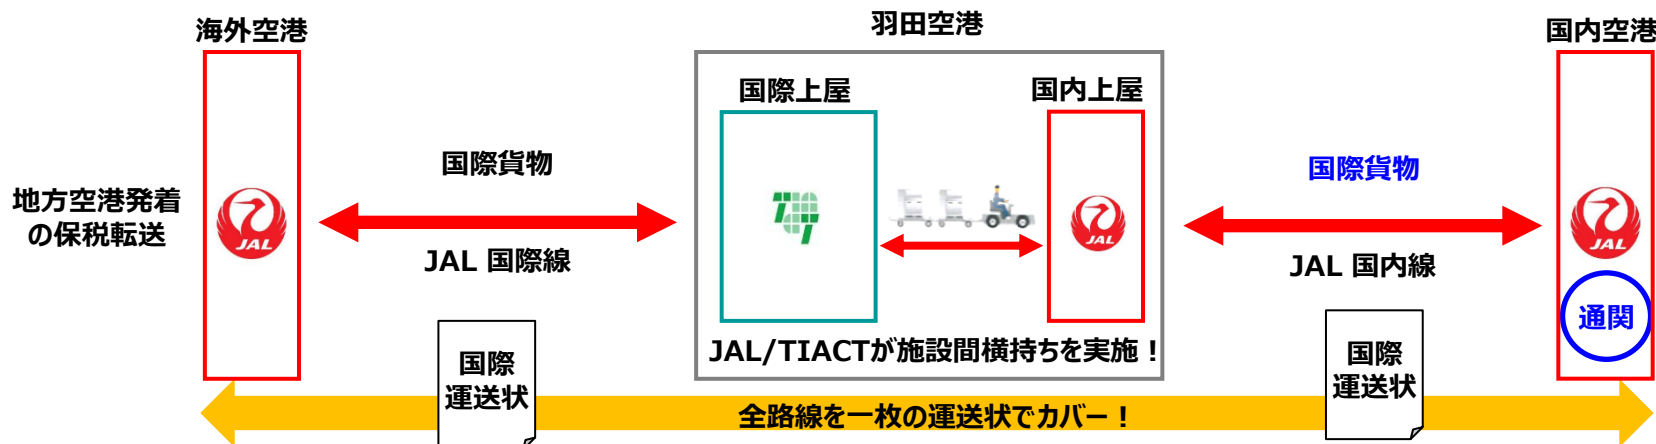 海外空港
羽田空港
国内空港
国際上屋
国内上屋
地方空港発着
の保税転送
国際貨物
国際貨物
JAL
JAL
JAL
JAL 国際線
JAL 国内線
通関
JAL/TIACTが施設間横持ちを実施！
国際
運送状
国際
運送状
全路線を一枚の運送状でカバー！